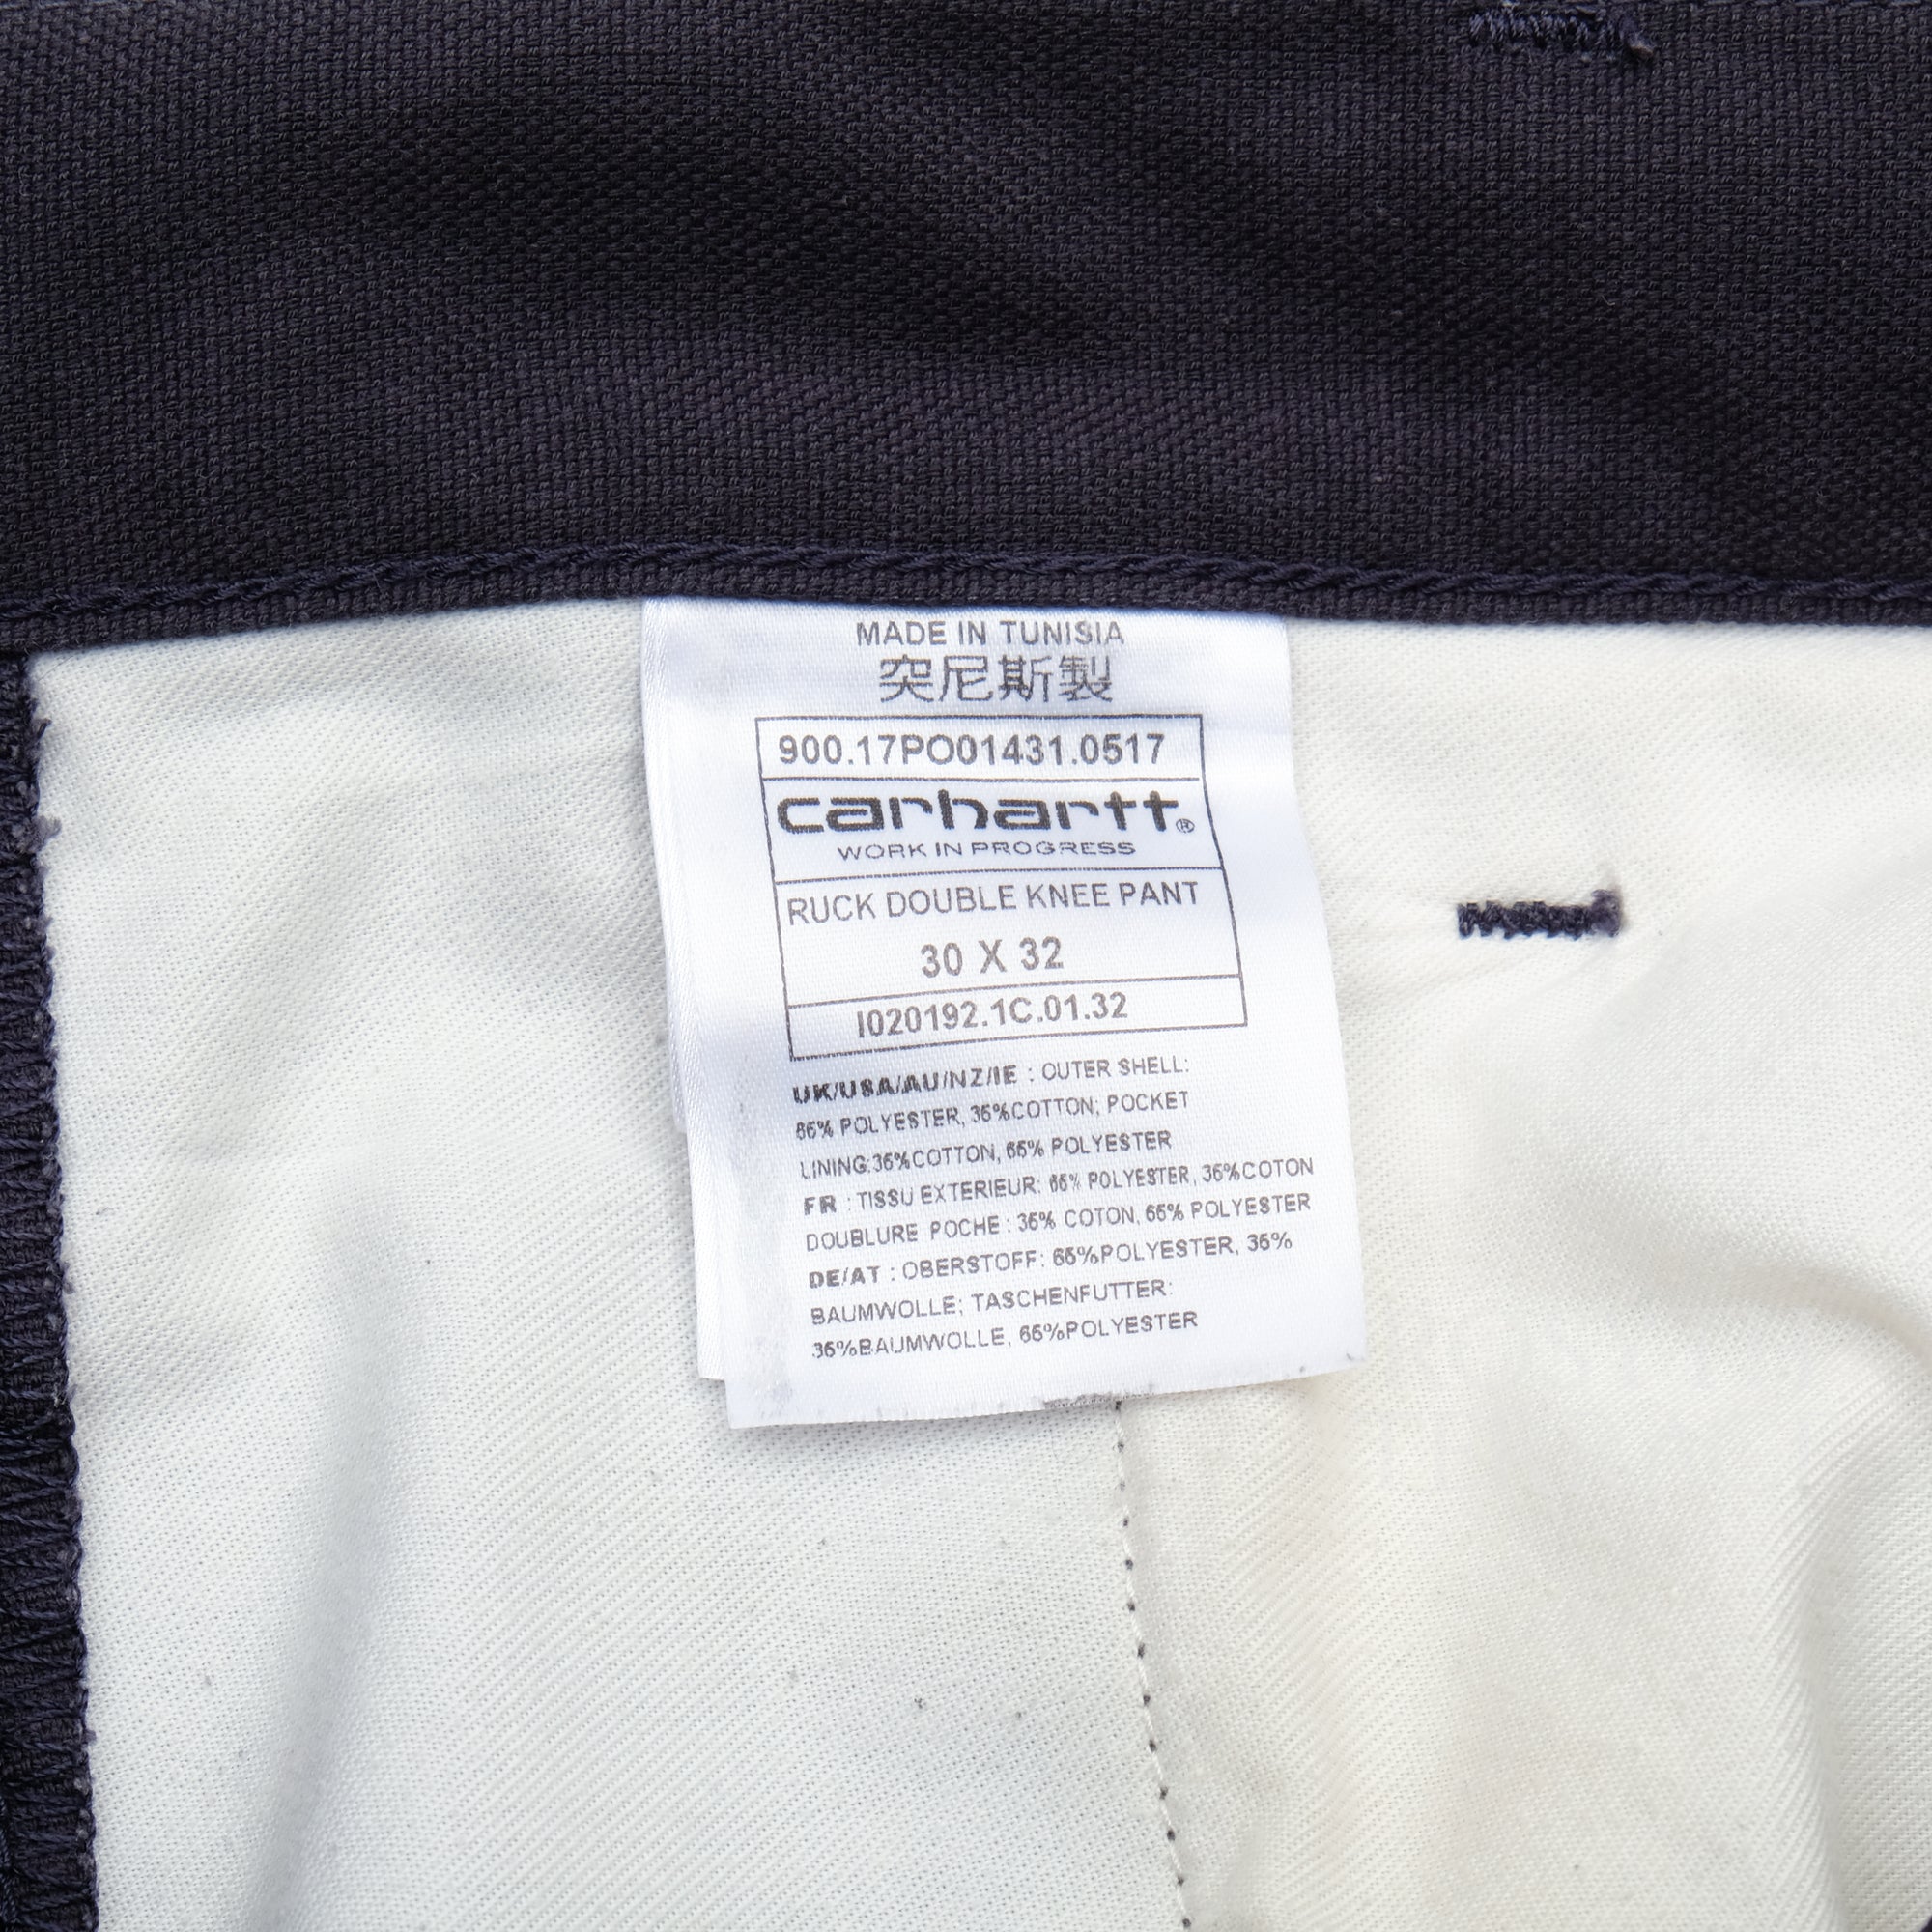 MADE IN TUNISIA
突尼斯製
900.17PO01431.0517
carhartt®
WORK IN PROGRESS
RUCK DOUBLE KNEE PANT
30 X 32
I020192.1C.01.32
UK/USA/AU/NZ/IE : OUTER SHELL:
65% POLYESTER, 35%COTTON; POCKET
LINING:35%COTTON, 65% POLYESTER
FR : TISSU EXTERIEUR: 65% POLYESTER, 35%COTON
DOUBLURE POCHE : 35% COTON, 65% POLYESTER
DE/AT : OBERSTOFF: 65%POLYESTER, 35%
BAUMWOLLE; TASCHENFUTTER:
35%BAUMWOLLE, 65%POLYESTER